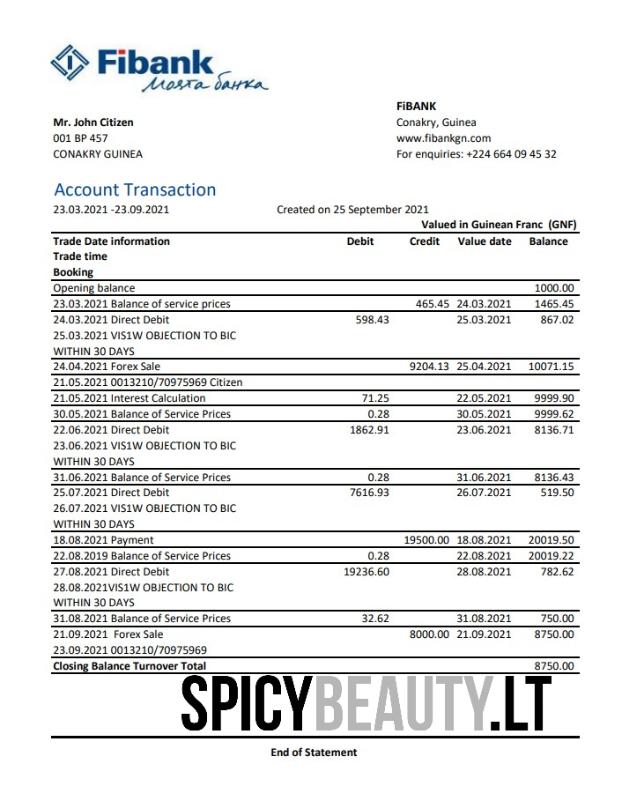 Fibank
Моята банка
FiBANK
Mr. John Citizen
Conakry, Guinea
001 BP 457
www.fibankgn.com
CONAKRY GUINEA
For enquiries: +224 664 09 45 32
Account Transaction
23.03.2021 -23.09.2021 Created on 25 September 2021
Valued in Guinean Franc (GNF)
Trade Date information Debit Credit Value date Balance
Trade time
Booking
Opening balance 1000.00
23.03.2021 Balance of service prices 465.45 24.03.2021 1465.45
24.03.2021 Direct Debit 598.43 25.03.2021 867.02
25.03.2021 VIS1W OBJECTION TO BIC
WITHIN 30 DAYS
24.04.2021 Forex Sale 9204.13 25.04.2021 10071.15
21.05.2021 0013210/70975969 Citizen
21.05.2021 Interest Calculation 71.25 22.05.2021 9999.90
30.05.2021 Balance of Service Prices 0.28 30.05.2021 9999.62
22.06.2021 Direct Debit 1862.91 23.06.2021 8136.71
23.06.2021 VIS1W OBJECTION TO BIC
WITHIN 30 DAYS
31.06.2021 Balance of Service Prices 0.28 31.06.2021 8136.43
25.07.2021 Direct Debit 7616.93 26.07.2021 519.50
26.07.2021 VIS1W OBJECTION TO BIC
WITHIN 30 DAYS
18.08.2021 Payment 19500.00 18.08.2021 20019.50
22.08.2019 Balance of Service Prices 0.28 22.08.2021 20019.22
27.08.2021 Direct Debit 19236.60 28.08.2021 782.62
28.08.2021VIS1W OBJECTION TO BIC
WITHIN 30 DAYS
31.08.2021 Balance of Service Prices 32.62 31.08.2021 750.00
21.09.2021 Forex Sale 8000.00 21.09.2021 8750.00
23.09.2021 0013210/70975969
Closing Balance Turnover Total 8750.00
SPICYBEAUTY.LT
End of Statement